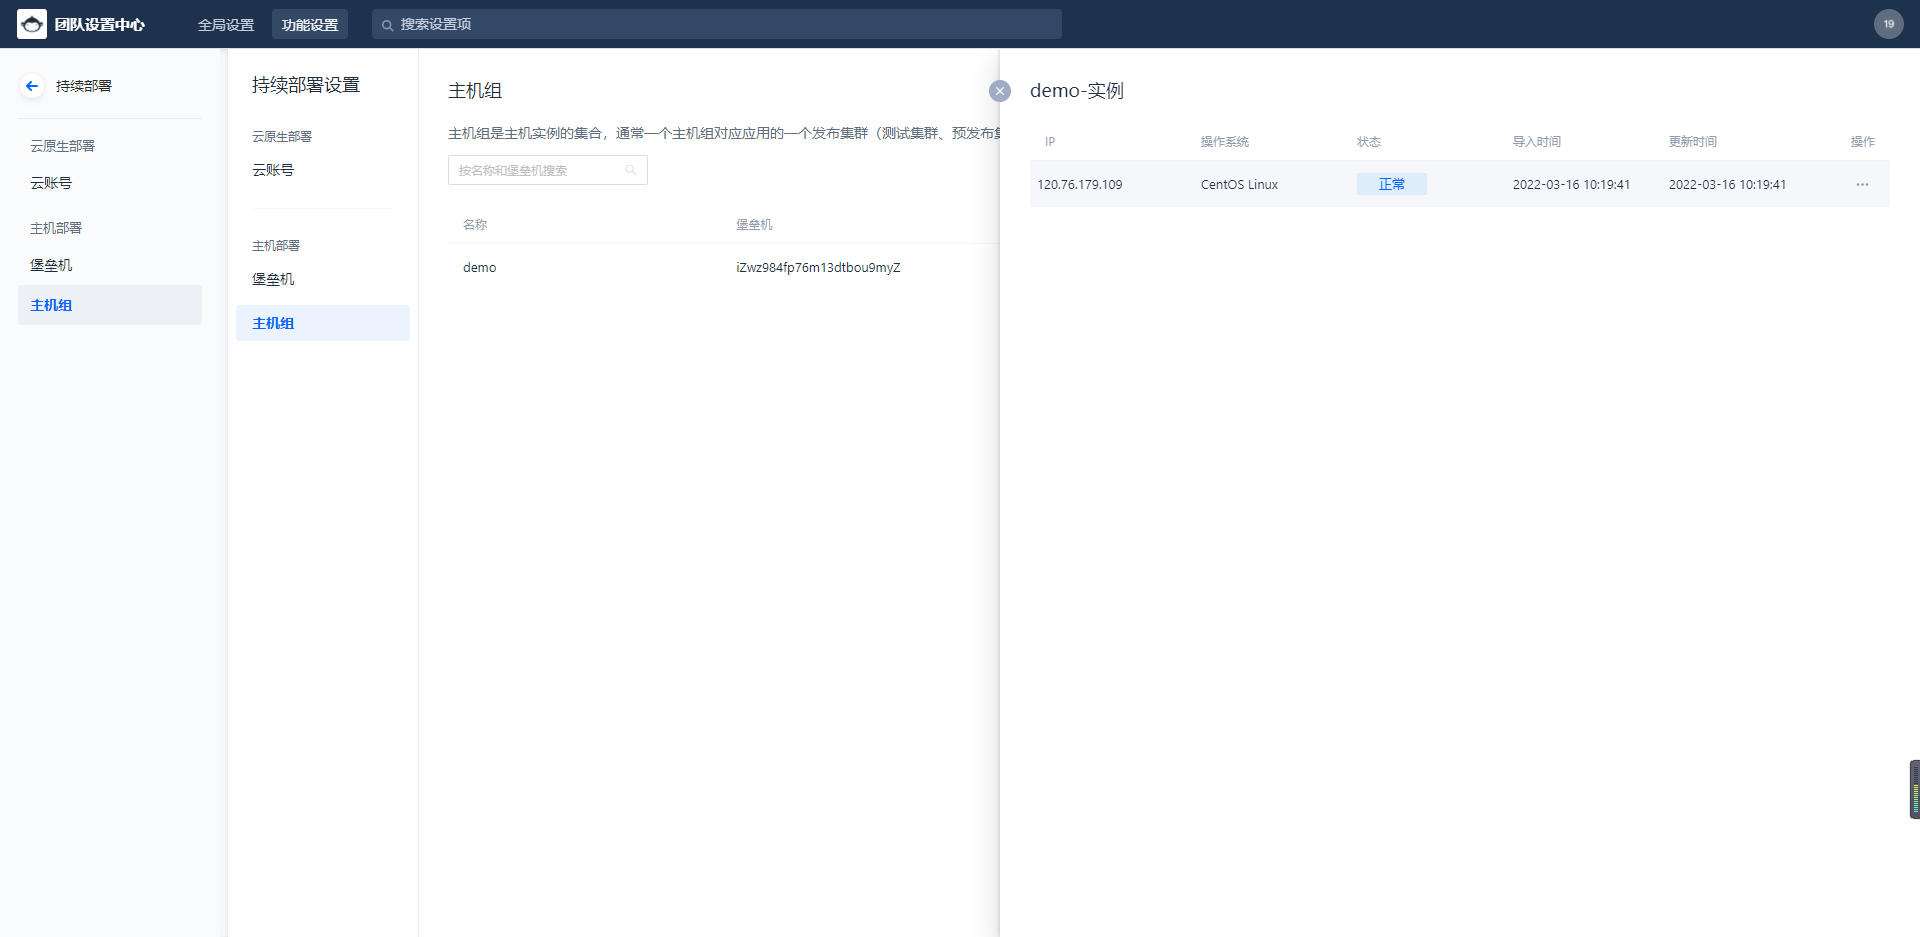 团队设置中心
全局设置
功能设置
搜索设置项
19
持续部署
云原生部署
云账号
主机部署
堡垒机
主机组
持续部署设置
云原生部署
云账号
主机部署
堡垒机
主机组
主机组
主机组是主机实例的集合，通常一个主机组对应应用的一个发布集群（测试集群、预发布集
按名称和堡垒机搜索
名称 堡垒机
demo iZwz984fp76m13dtbou9myZ
demo-实例
IP 操作系统 状态 导入时间 更新时间 操作
120.76.179.109 CentOS Linux 正常 2022-03-16 10:19:41 2022-03-16 10:19:41 ···